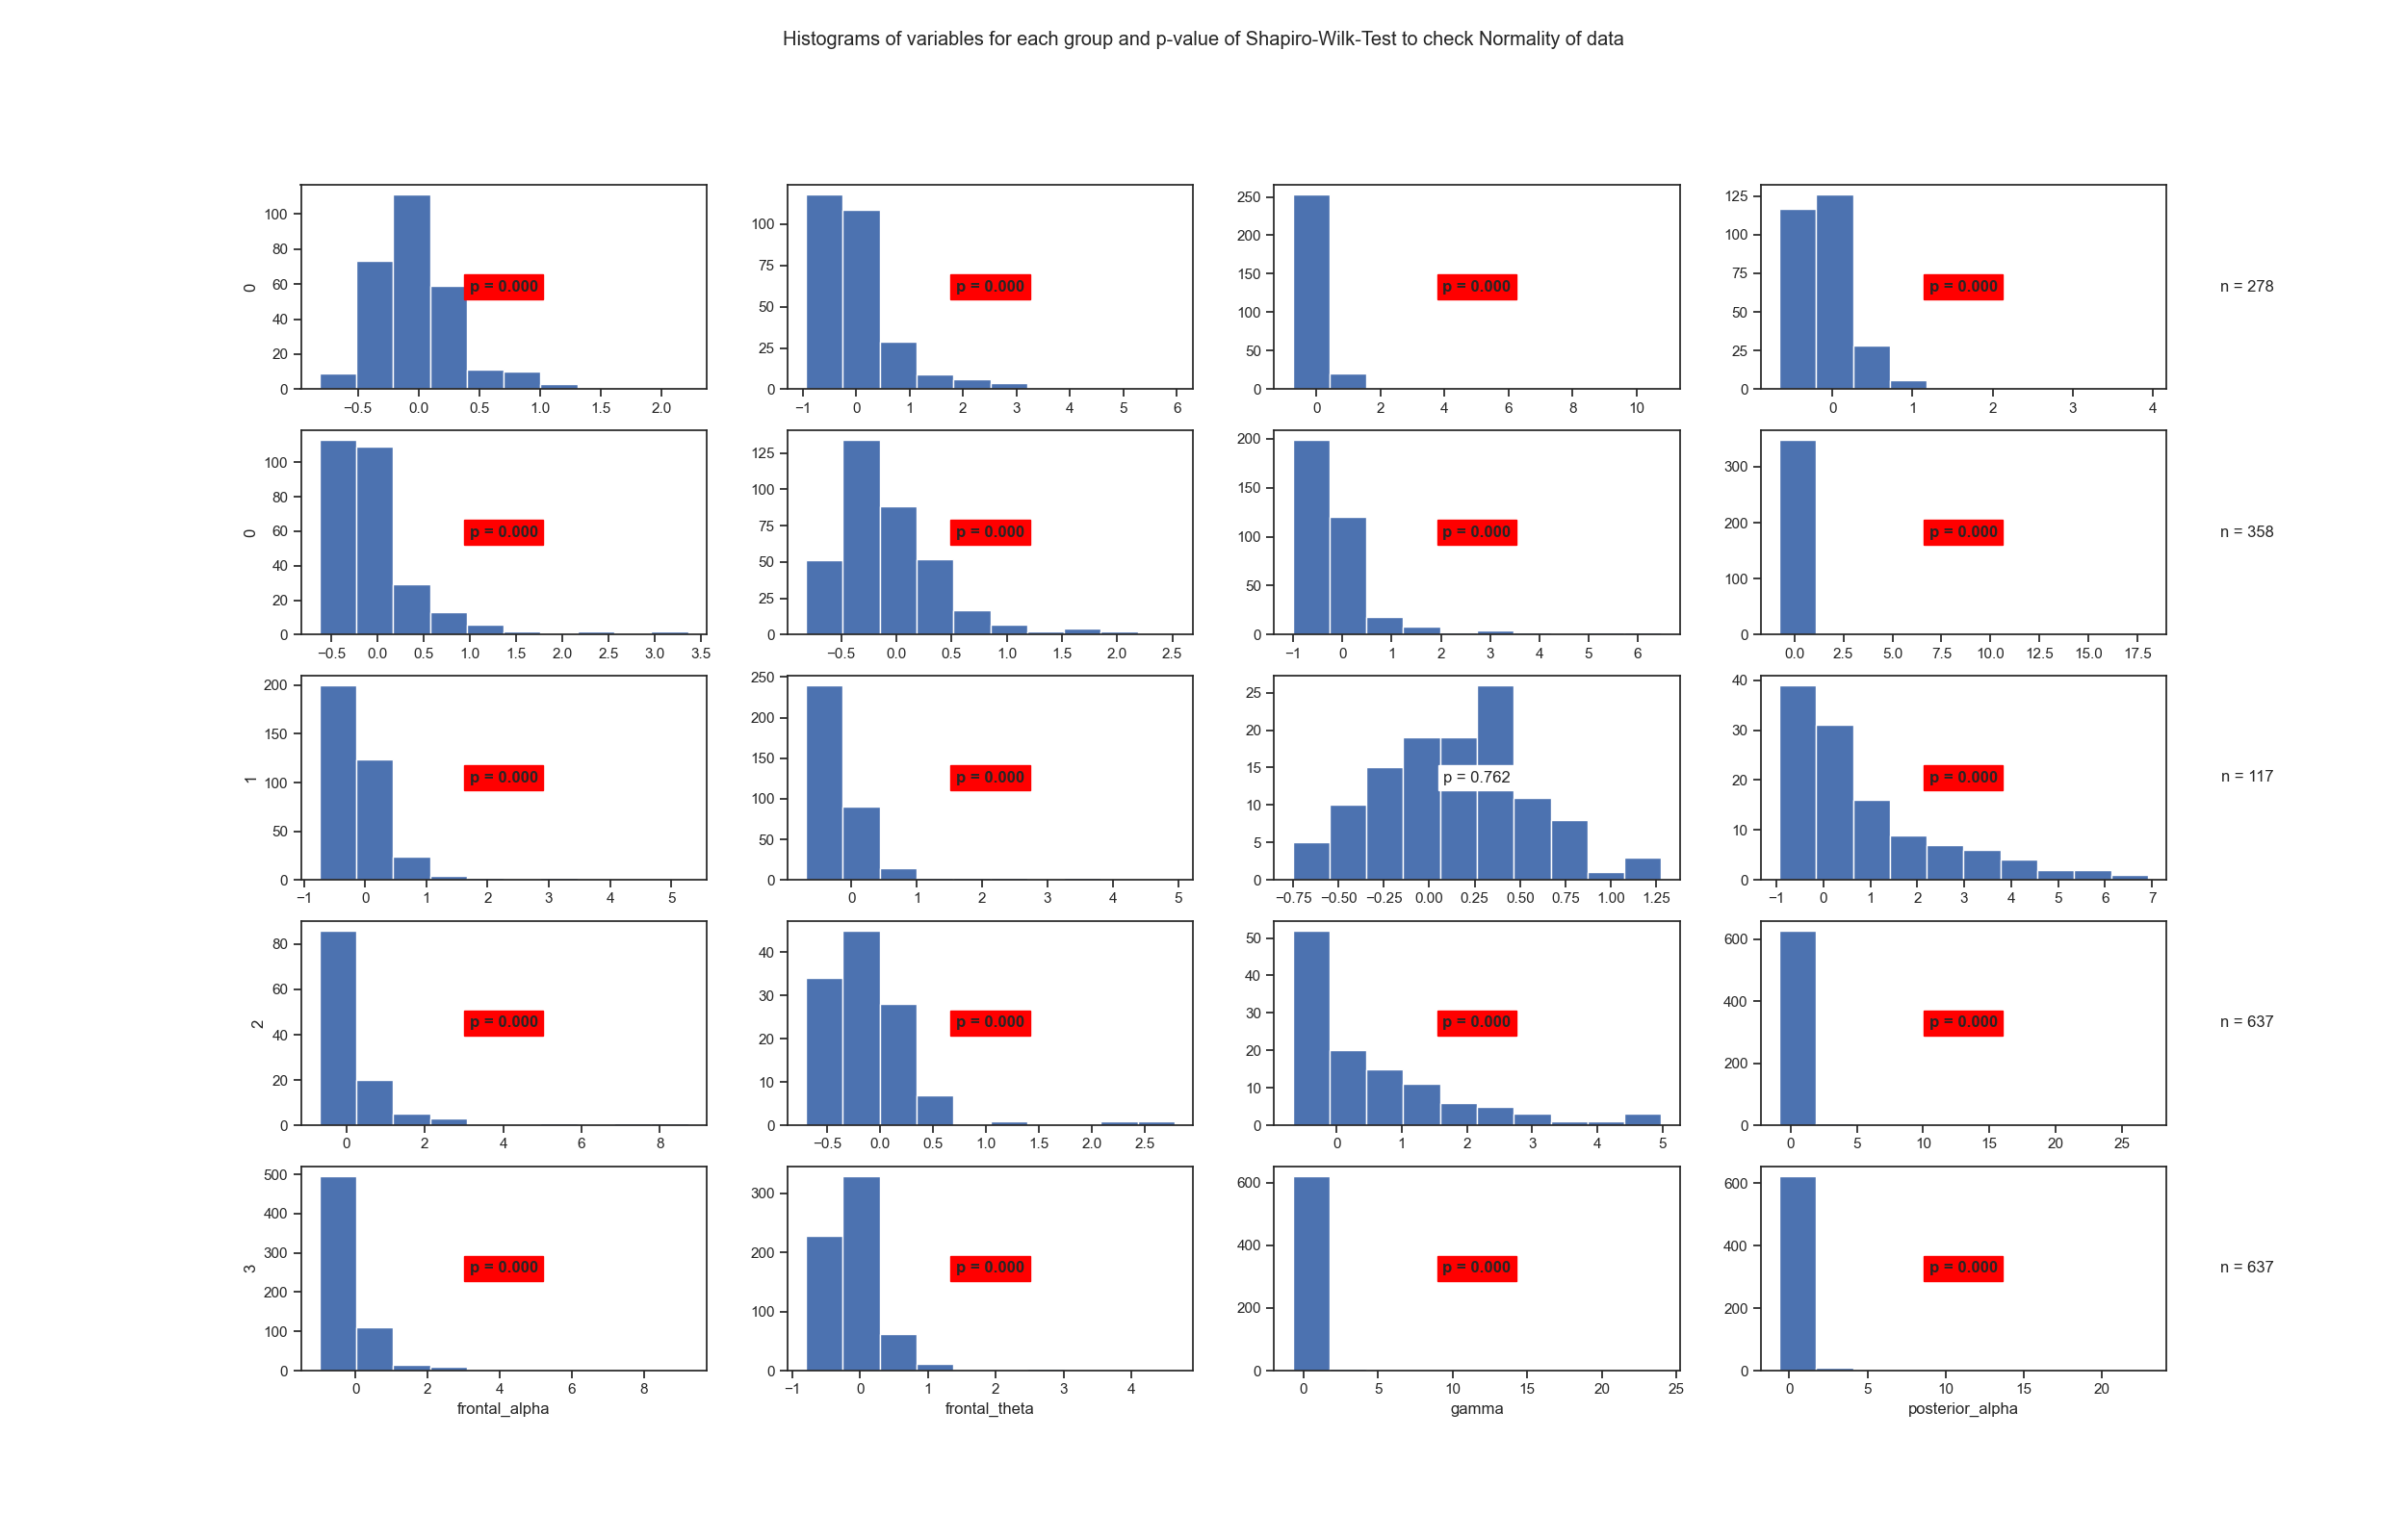 Histograms of variables for each group and p-value of Shapiro-Wilk-Test to check Normality of data
0
100
80
60
40
20
0
p = 0.000
−0.5 0.0 0.5 1.0 1.5 2.0
100
75
50
25
0
p = 0.000
−1 0 1 2 3 4 5 6
250
200
150
100
50
0
p = 0.000
0 2 4 6 8 10
125
100
75
50
25
0
p = 0.000
0 1 2 3 4
n = 278
0
100
80
60
40
20
0
p = 0.000
−0.5 0.0 0.5 1.0 1.5 2.0 2.5 3.0 3.5
125
100
75
50
25
0
p = 0.000
−0.5 0.0 0.5 1.0 1.5 2.0 2.5
200
150
100
50
0
p = 0.000
−1 0 1 2 3 4 5 6
300
200
100
0
p = 0.000
0.0 2.5 5.0 7.5 10.0 12.5 15.0 17.5
n = 358
1
200
150
100
50
0
p = 0.000
−1 0 1 2 3 4 5
250
200
150
100
50
0
p = 0.000
0 1 2 3 4 5
25
20
15
10
5
0
p = 0.762
−0.75 −0.50 −0.25 0.00 0.25 0.50 0.75 1.00 1.25
40
30
20
10
0
p = 0.000
−1 0 1 2 3 4 5 6 7
n = 117
2
80
60
40
20
0
p = 0.000
0 2 4 6 8
40
30
20
10
0
p = 0.000
−0.5 0.0 0.5 1.0 1.5 2.0 2.5
50
40
30
20
10
0
p = 0.000
0 1 2 3 4 5
600
400
200
0
p = 0.000
0 5 10 15 20 25
n = 637
3
500
400
300
200
100
0
p = 0.000
0 2 4 6 8
frontal_alpha
300
200
100
0
p = 0.000
−1 0 1 2 3 4
frontal_theta
600
400
200
0
p = 0.000
0 5 10 15 20 25
gamma
600
400
200
0
p = 0.000
0 5 10 15 20
posterior_alpha
n = 637